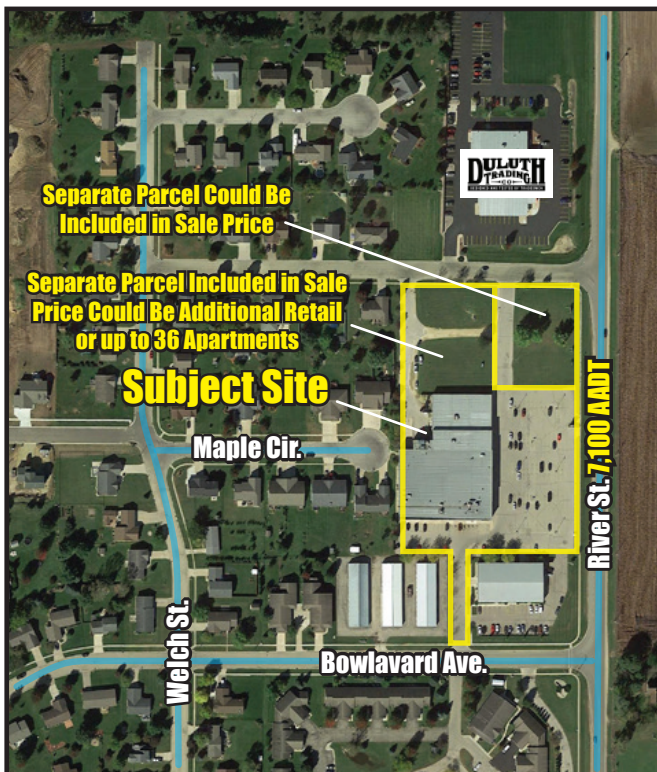 DULUTH
TRADING
CO
Separate Parcel Could Be
Included in Sale Price
Separate Parcel Included in Sale
Price Could Be Additional Retail
or up to 36 Apartments
Subject Site
Maple Cir.
River St. 7,100 AADT
Welch St.
Bowlavard Ave.